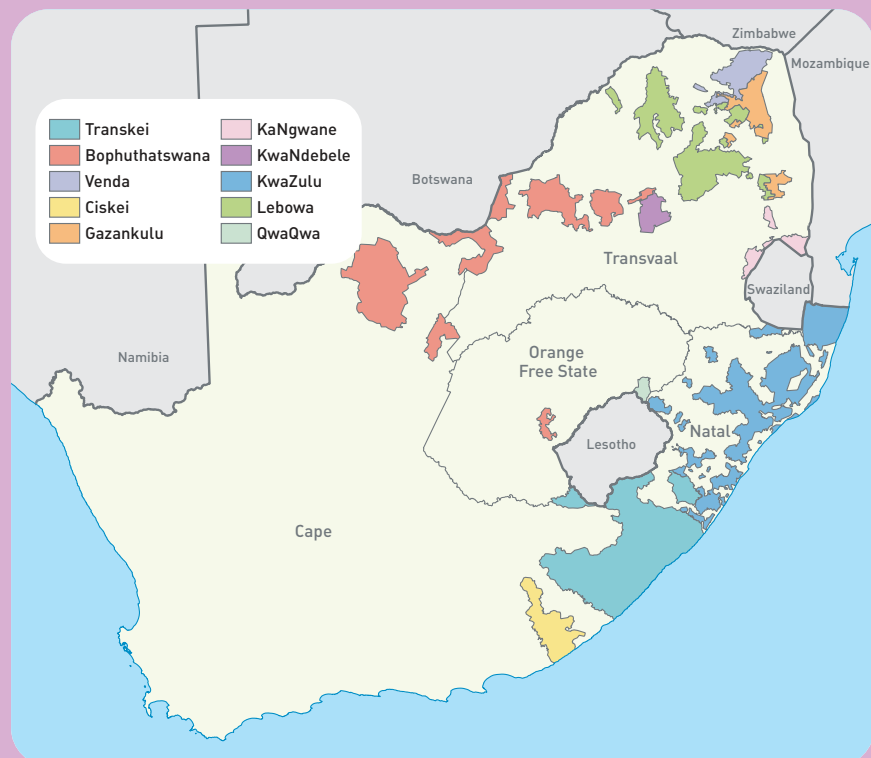 Zimbabwe
Mozambique
Transkei
Bophuthatswana
Venda
Ciskei
Gazankulu
KaNgwane
KwaNdebele
KwaZulu
Lebowa
QwaQwa
Botswana
Transvaal
Swaziland
Namibia
Orange
Free State
Natal
Lesotho
Cape